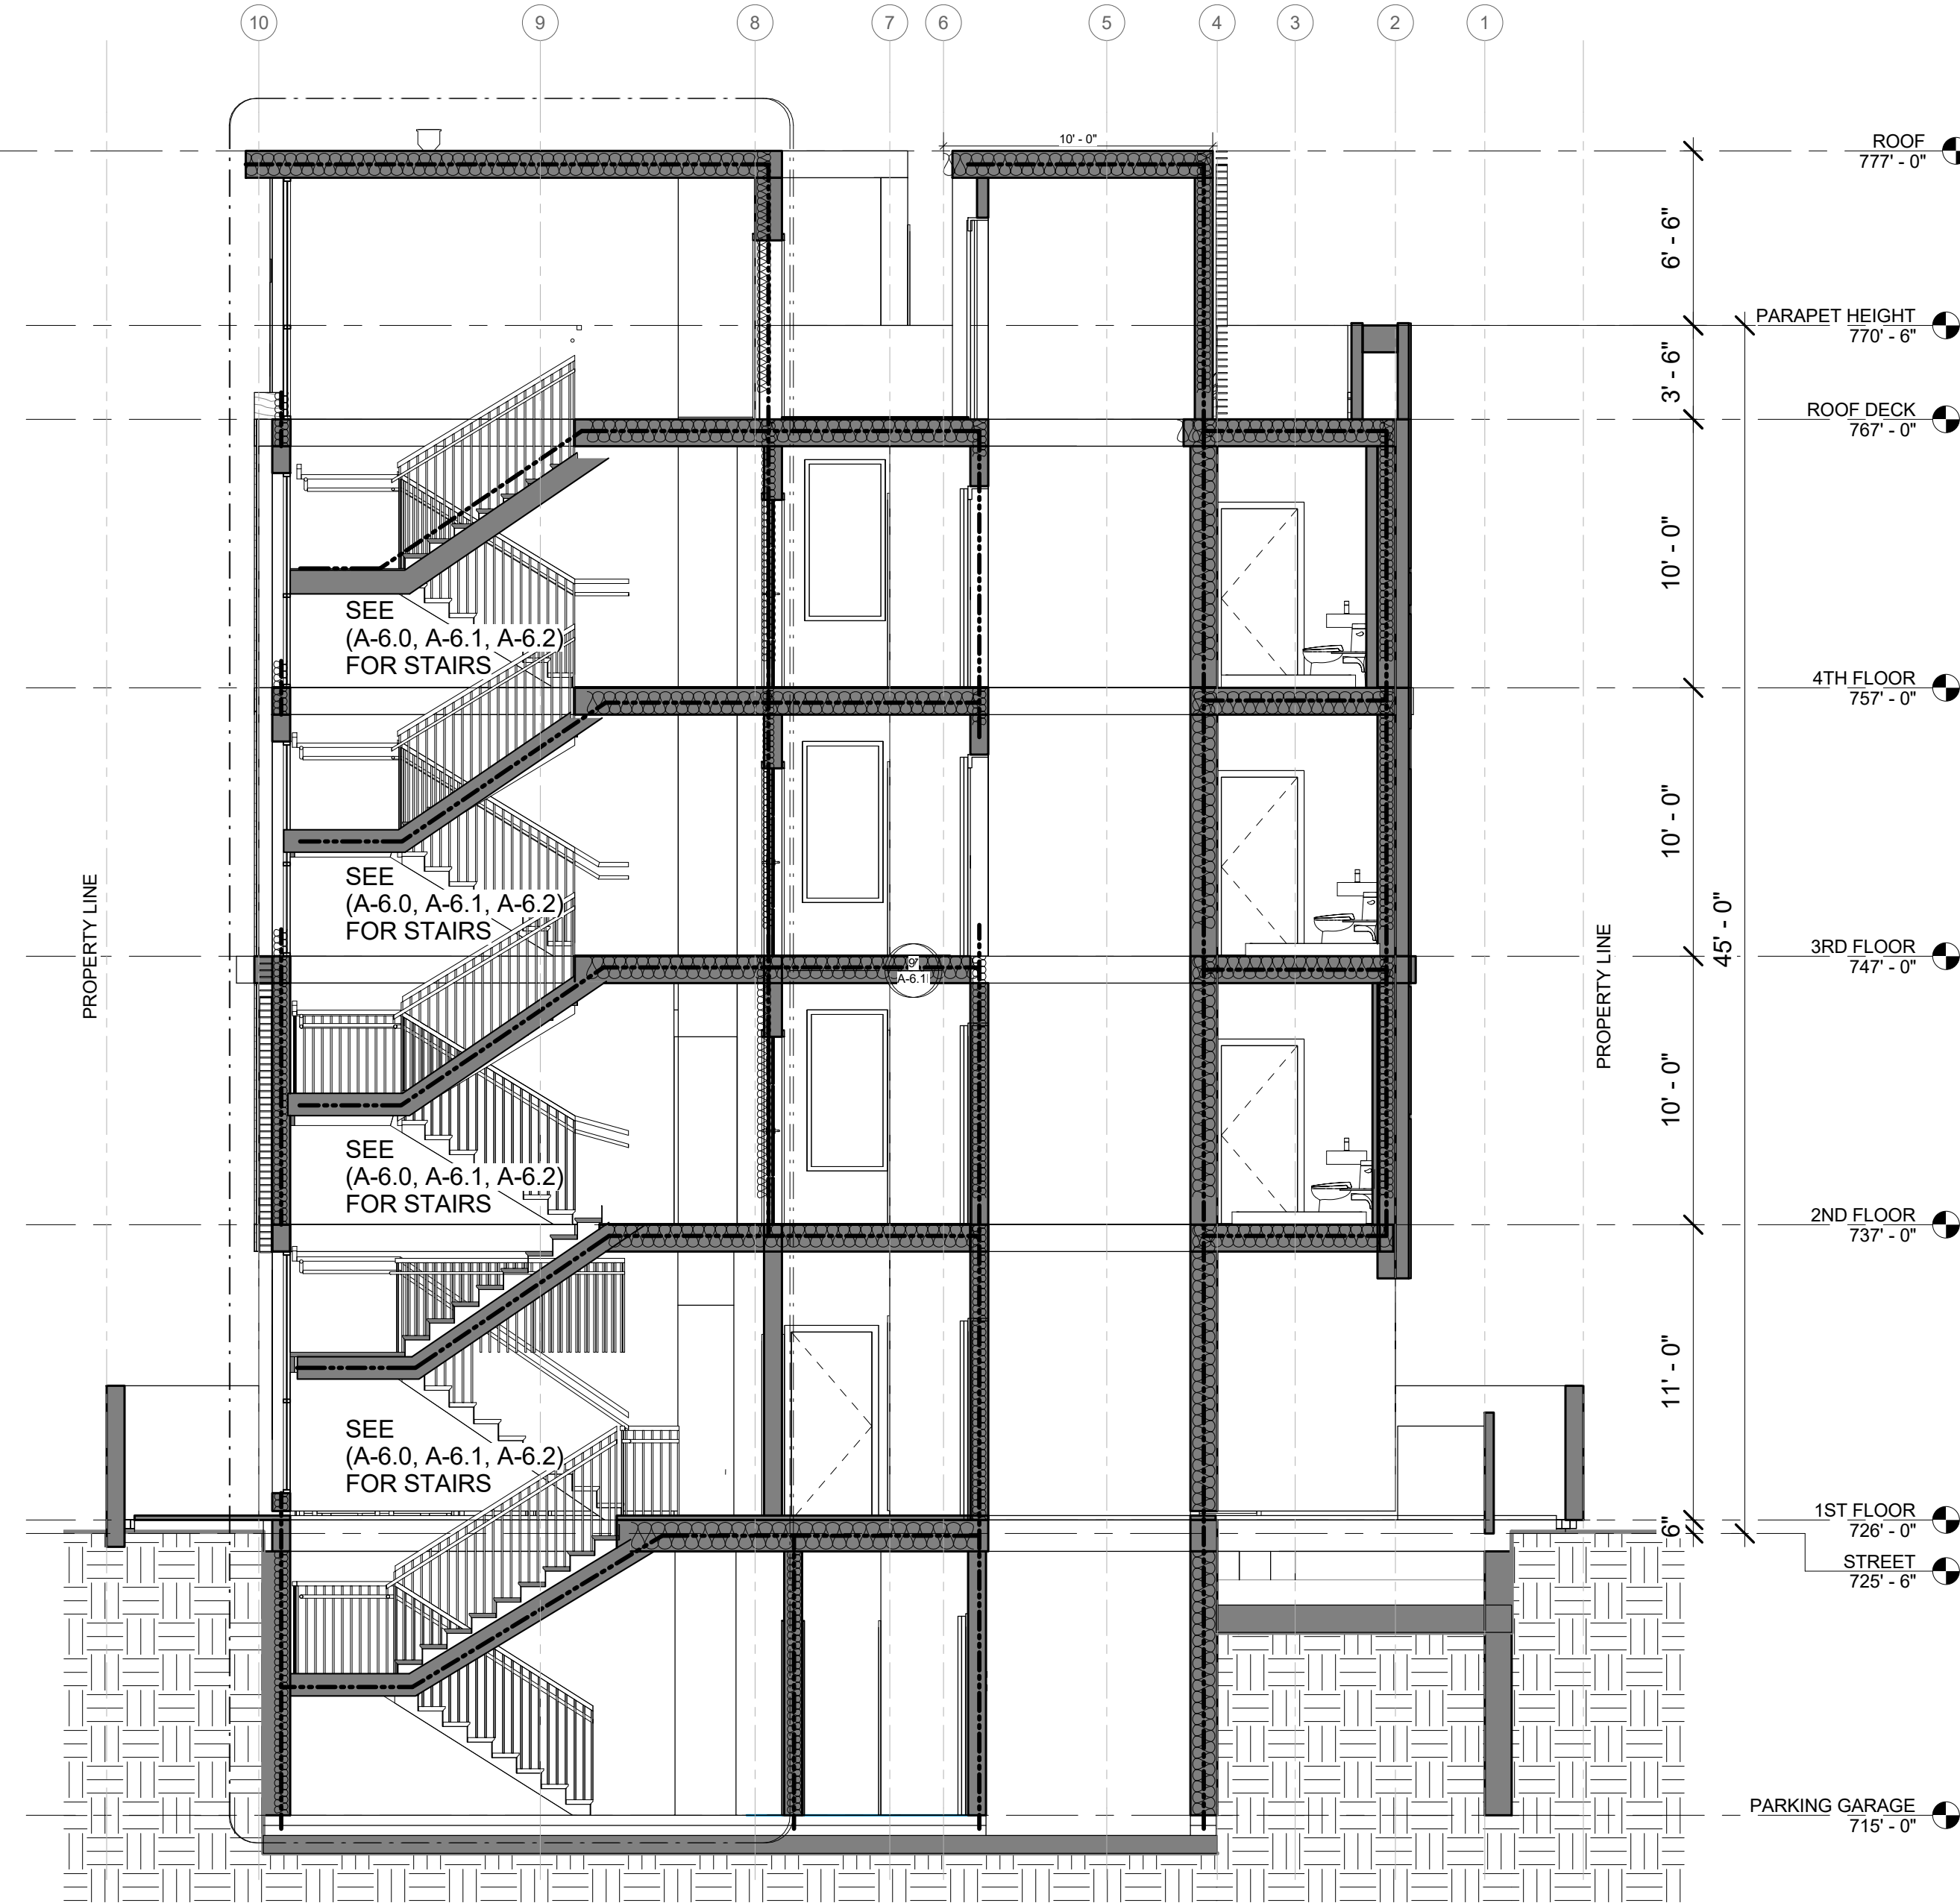 10
9
8
7
6
5
4
3
2
1
10' - 0"
ROOF
777' - 0"
6' - 6"
PARAPET HEIGHT
770' - 6"
3' - 6"
ROOF DECK
767' - 0"
10' - 0"
SEE
(A-6.0, A-6.1, A-6.2)
FOR STAIRS
4TH FLOOR
757' - 0"
10' - 0"
SEE
(A-6.0, A-6.1, A-6.2)
FOR STAIRS
PROPERTY LINE
PROPERTY LINE
45' - 0"
3RD FLOOR
747' - 0"
A-6.1
10' - 0"
SEE
(A-6.0, A-6.1, A-6.2)
FOR STAIRS
2ND FLOOR
737' - 0"
11' - 0"
SEE
(A-6.0, A-6.1, A-6.2)
FOR STAIRS
1ST FLOOR
726' - 0"
6"
STREET
725' - 6"
PARKING GARAGE
715' - 0"